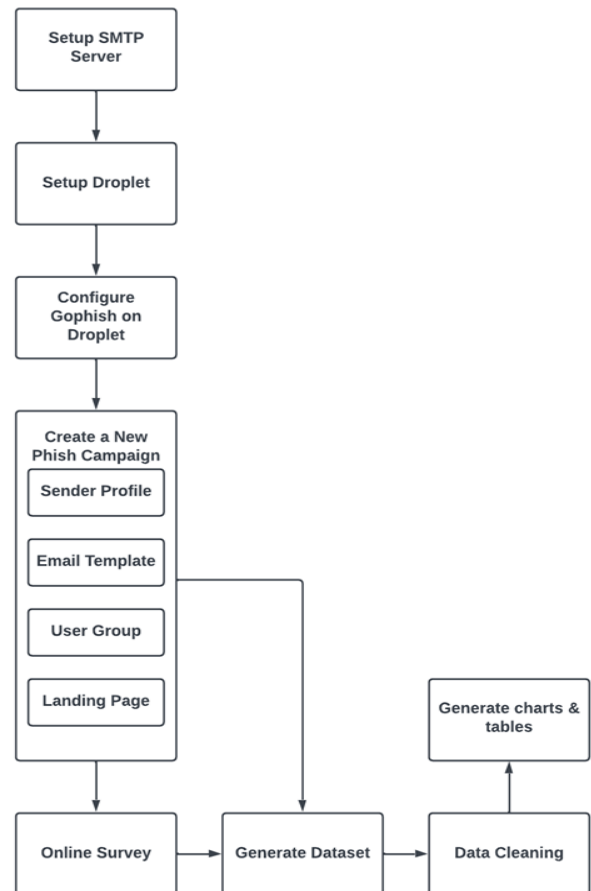 Setup SMTP
Server
Setup Droplet
Configure
Gophish on
Droplet
Create a New
Phish Campaign
Sender Profile
Email Template
User Group
Landing Page
Generate charts &
tables
Online Survey
Generate Dataset
Data Cleaning